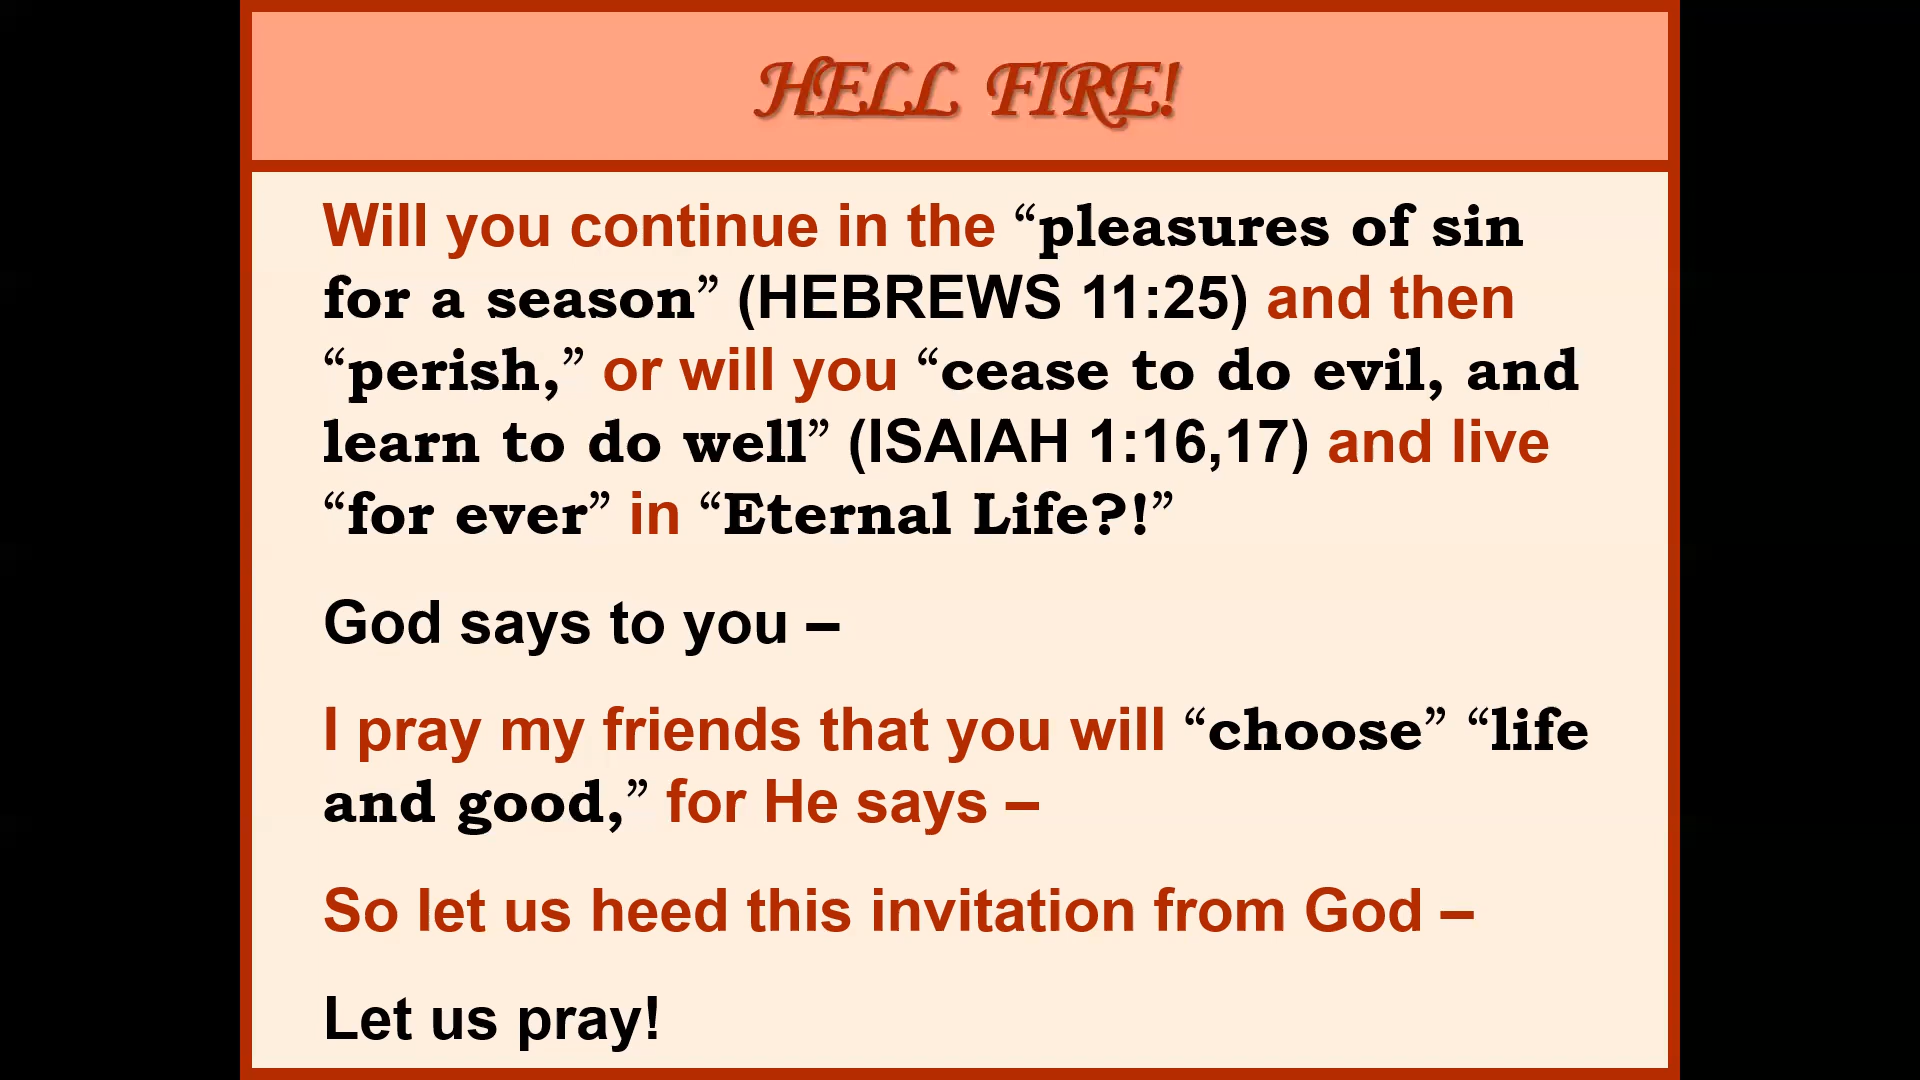 HELL FIRE!
Will you continue in the “pleasures of sin
for a season” (HEBREWS 11:25) and then
“perish,” or will you “cease to do evil, and
learn to do well” (ISAIAH 1:16,17) and live
“for ever” in “Eternal Life?!”
God says to you –
I pray my friends that you will “choose” “life
and good,” for He says –
So let us heed this invitation from God –
Let us pray!